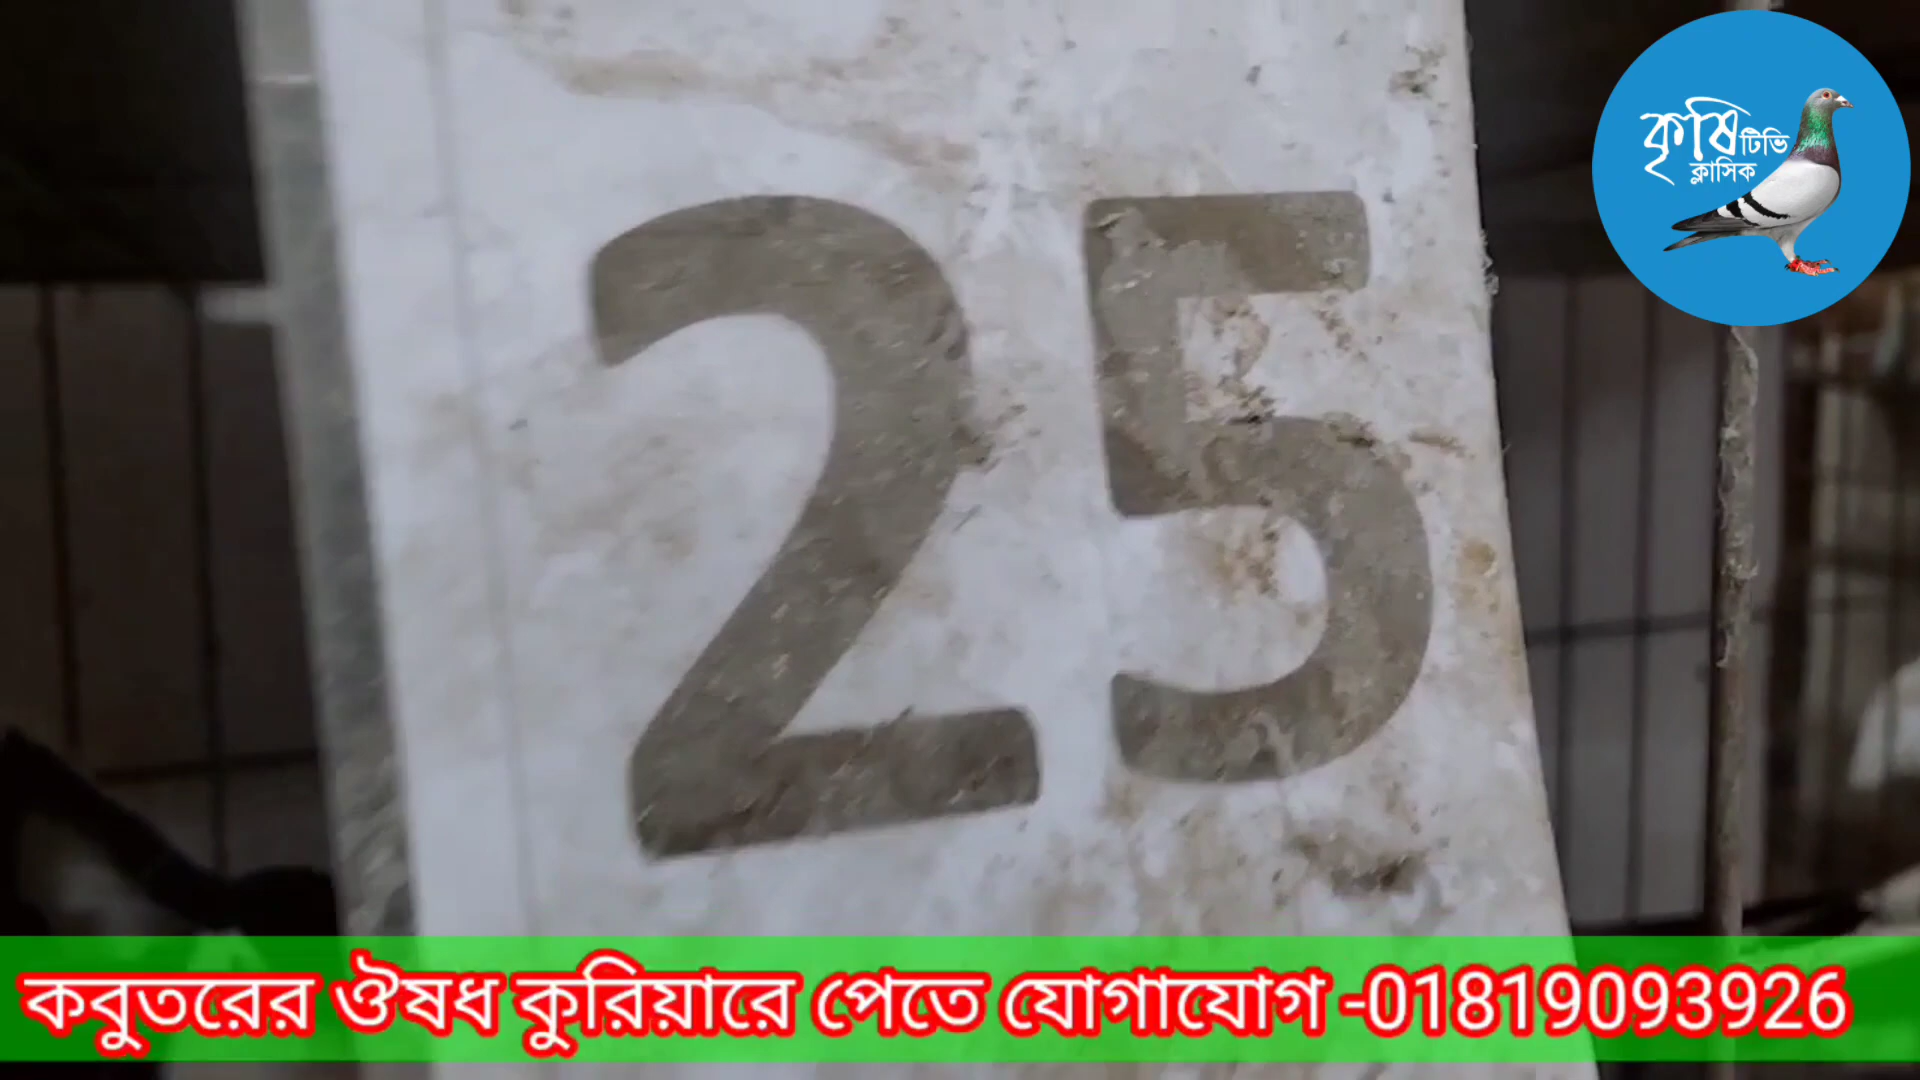 কৃষি টিভি
ক্লাসিক
25
কবুতরের ঔষধ কুরিয়ারে পেতে যোগাযোগ -01819093926